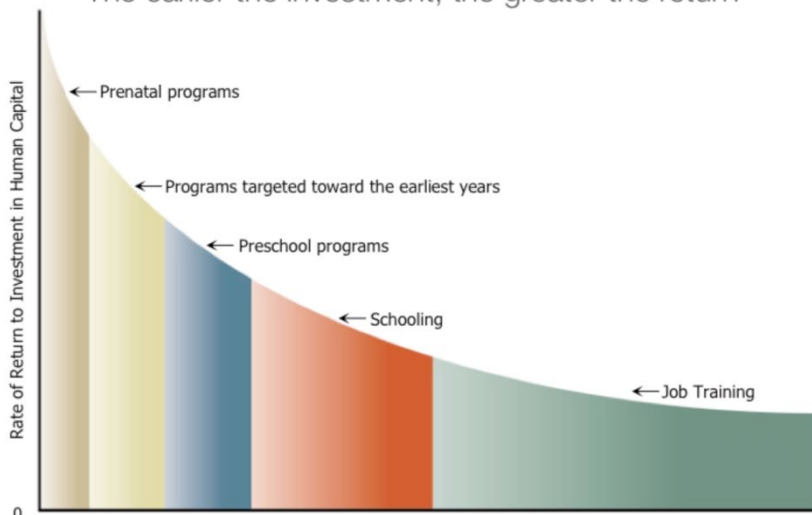 The earlier the investment, the greater the return
Prenatal programs
Programs targeted toward the earliest years
Preschool programs
Schooling
Job Training
Rate of Return to Investment in Human Capital
0